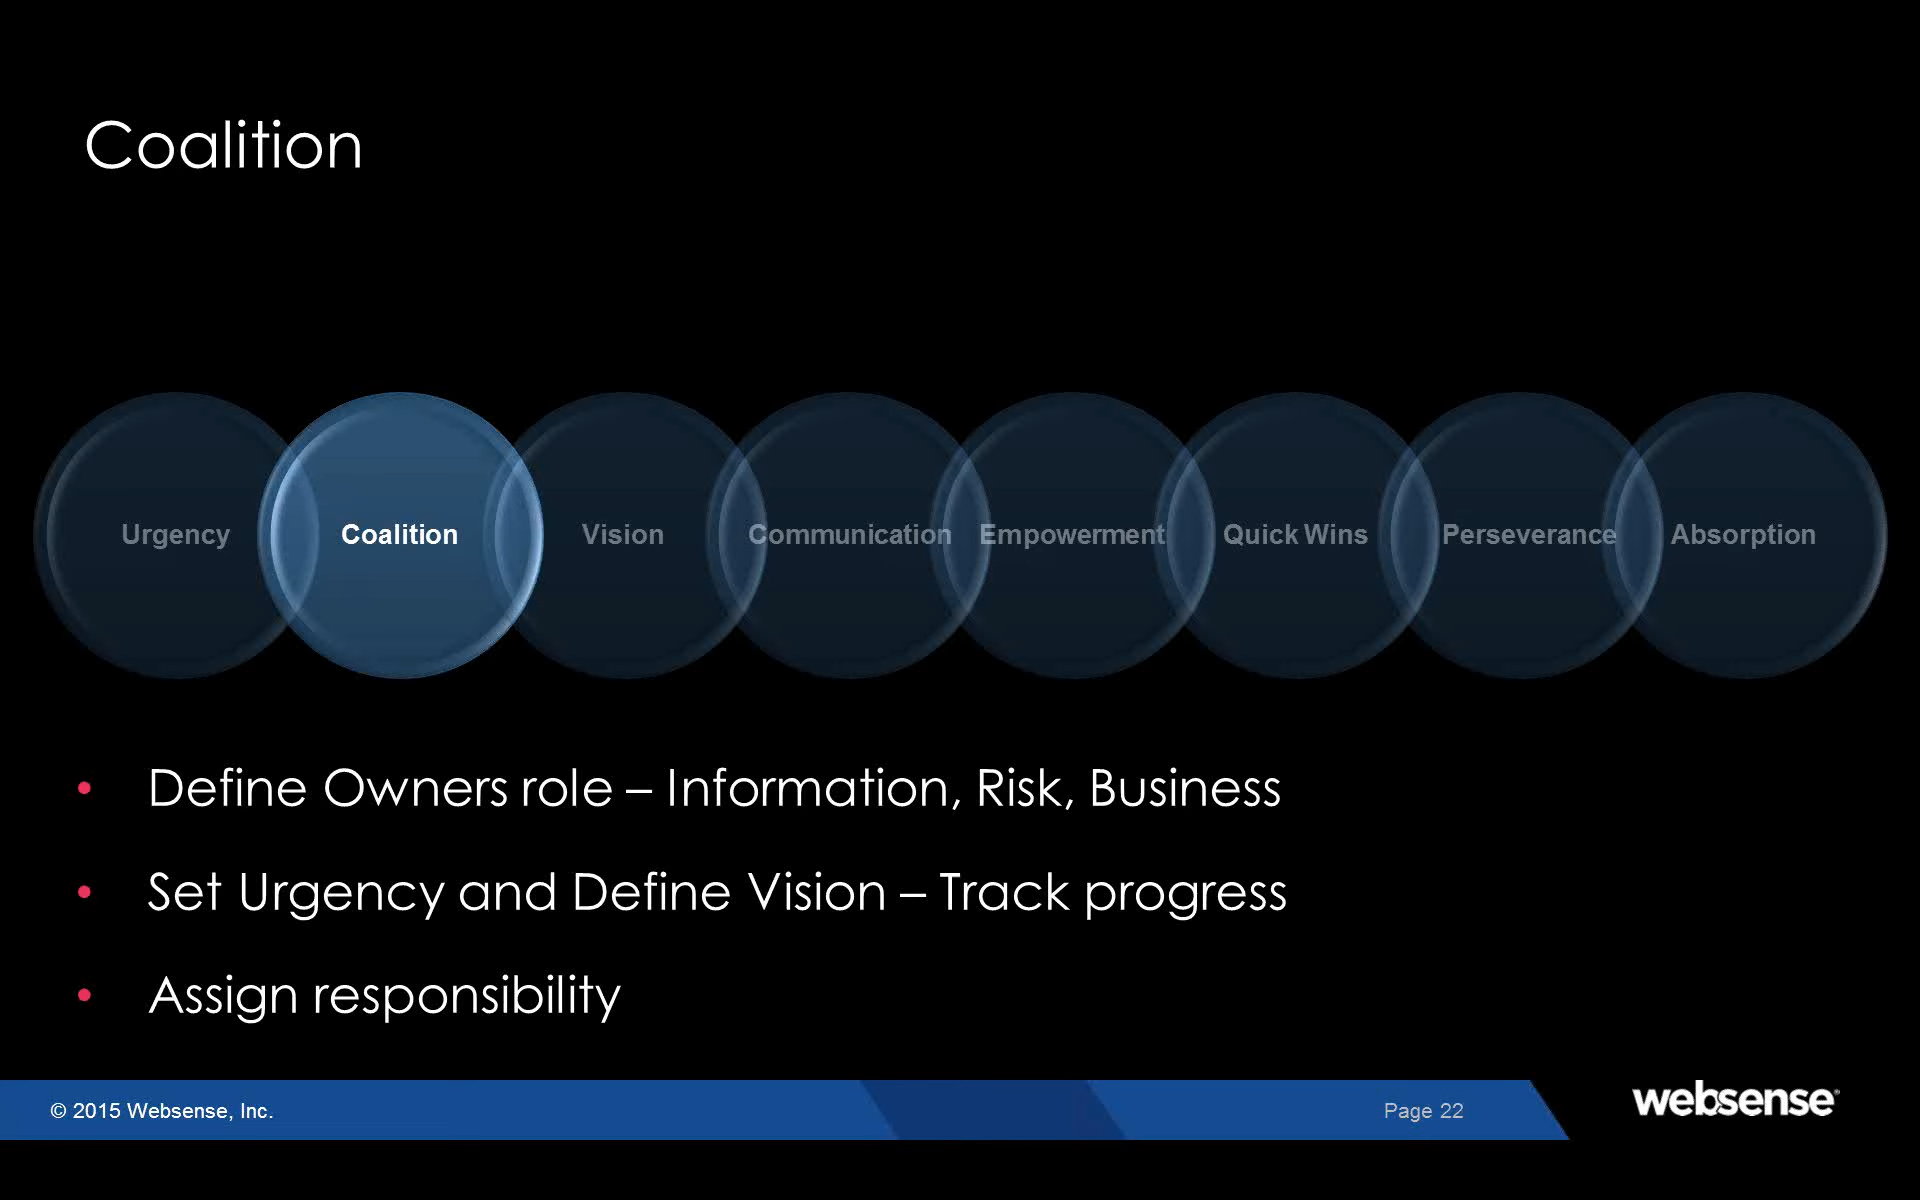 Coalition
Urgency
Coalition
Vision
Communication
Empowerment
Quick Wins
Perseverance
Absorption
• Define Owners role – Information, Risk, Business
• Set Urgency and Define Vision – Track progress
• Assign responsibility
© 2015 Websense, Inc.
Page 22
websense®